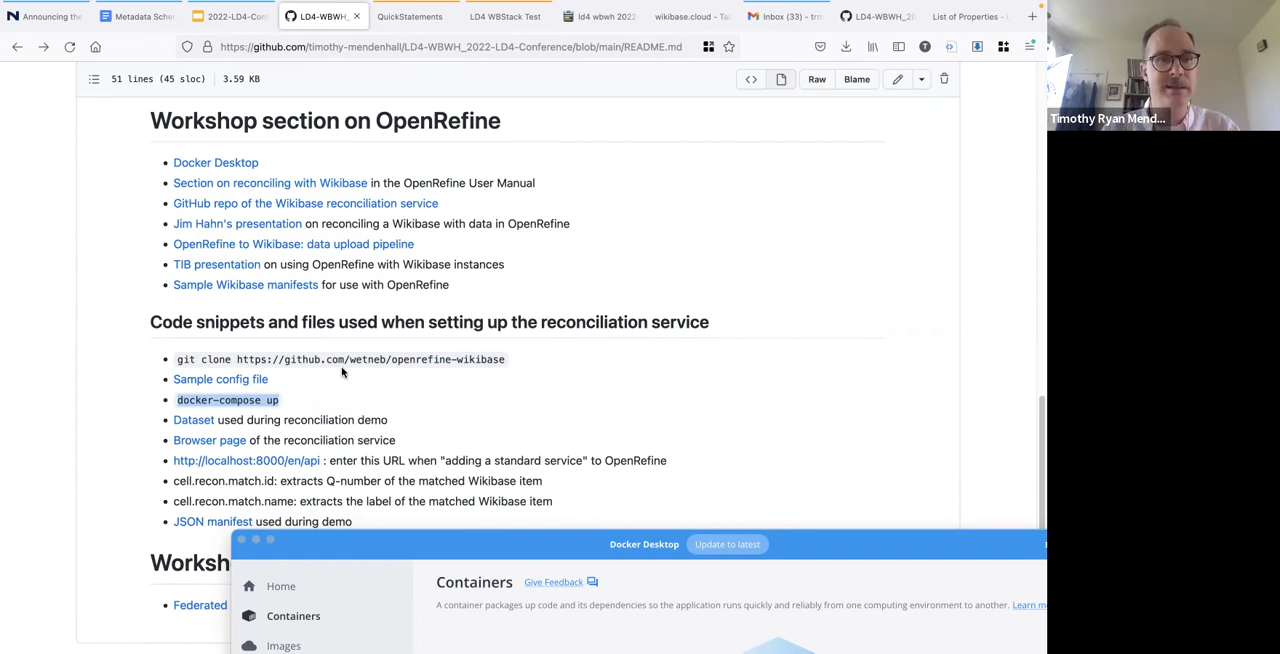 Announcing the
Metadata Scher
2022-LD4-Conf
LD4-WBWH_
QuickStatements
LD4 WBStack Test
ld4 wbwh 2022
wikibase.cloud - Tai
Inbox (33) - trm
LD4-WBWH_20
List of Properties - L
https://github.com/timothy-mendenhall/LD4-WBWH_2022-LD4-Conference/blob/main/README.md
51 lines (45 sloc) 3.59 KB
Raw Blame
Timothy Ryan Mend...
Workshop section on OpenRefine
Docker Desktop
Section on reconciling with Wikibase in the OpenRefine User Manual
GitHub repo of the Wikibase reconciliation service
Jim Hahn's presentation on reconciling a Wikibase with data in OpenRefine
OpenRefine to Wikibase: data upload pipeline
TIB presentation on using OpenRefine with Wikibase instances
Sample Wikibase manifests for use with OpenRefine
Code snippets and files used when setting up the reconciliation service
git clone https://github.com/wetneb/openrefine-wikibase
Sample config file
docker-compose up
Dataset used during reconciliation demo
Browser page of the reconciliation service
http://localhost:8000/en/api : enter this URL when "adding a standard service" to OpenRefine
cell.recon.match.id: extracts Q-number of the matched Wikibase item
cell.recon.match.name: extracts the label of the matched Wikibase item
JSON manifest used during demo
Worksh
Federated
Docker Desktop Update to latest
Home
Containers
Images
Containers Give Feedback
A container packages up code and its dependencies so the application runs quickly and reliably from one computing environment to another. Learn mo